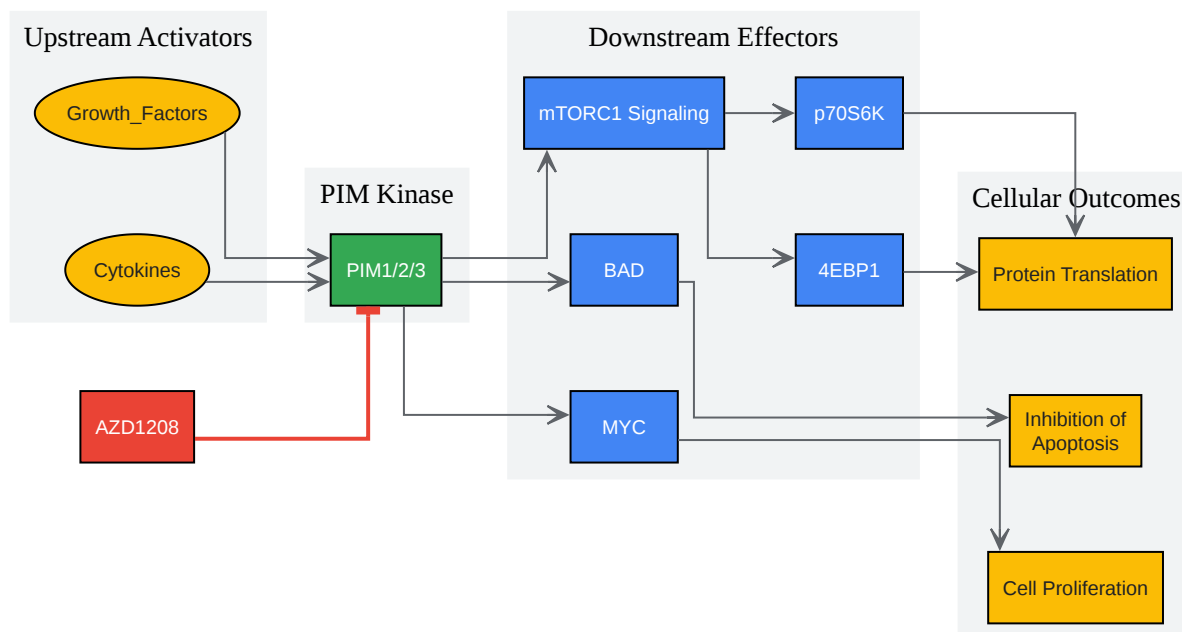 Upstream Activators
Growth_Factors
Cytokines
AZD1208
PIM Kinase
PIM1/2/3
Downstream Effectors
mTORC1 Signaling
p70S6K
BAD
4EBP1
MYC
Cellular Outcomes
Protein Translation
Inhibition of
Apoptosis
Cell Proliferation